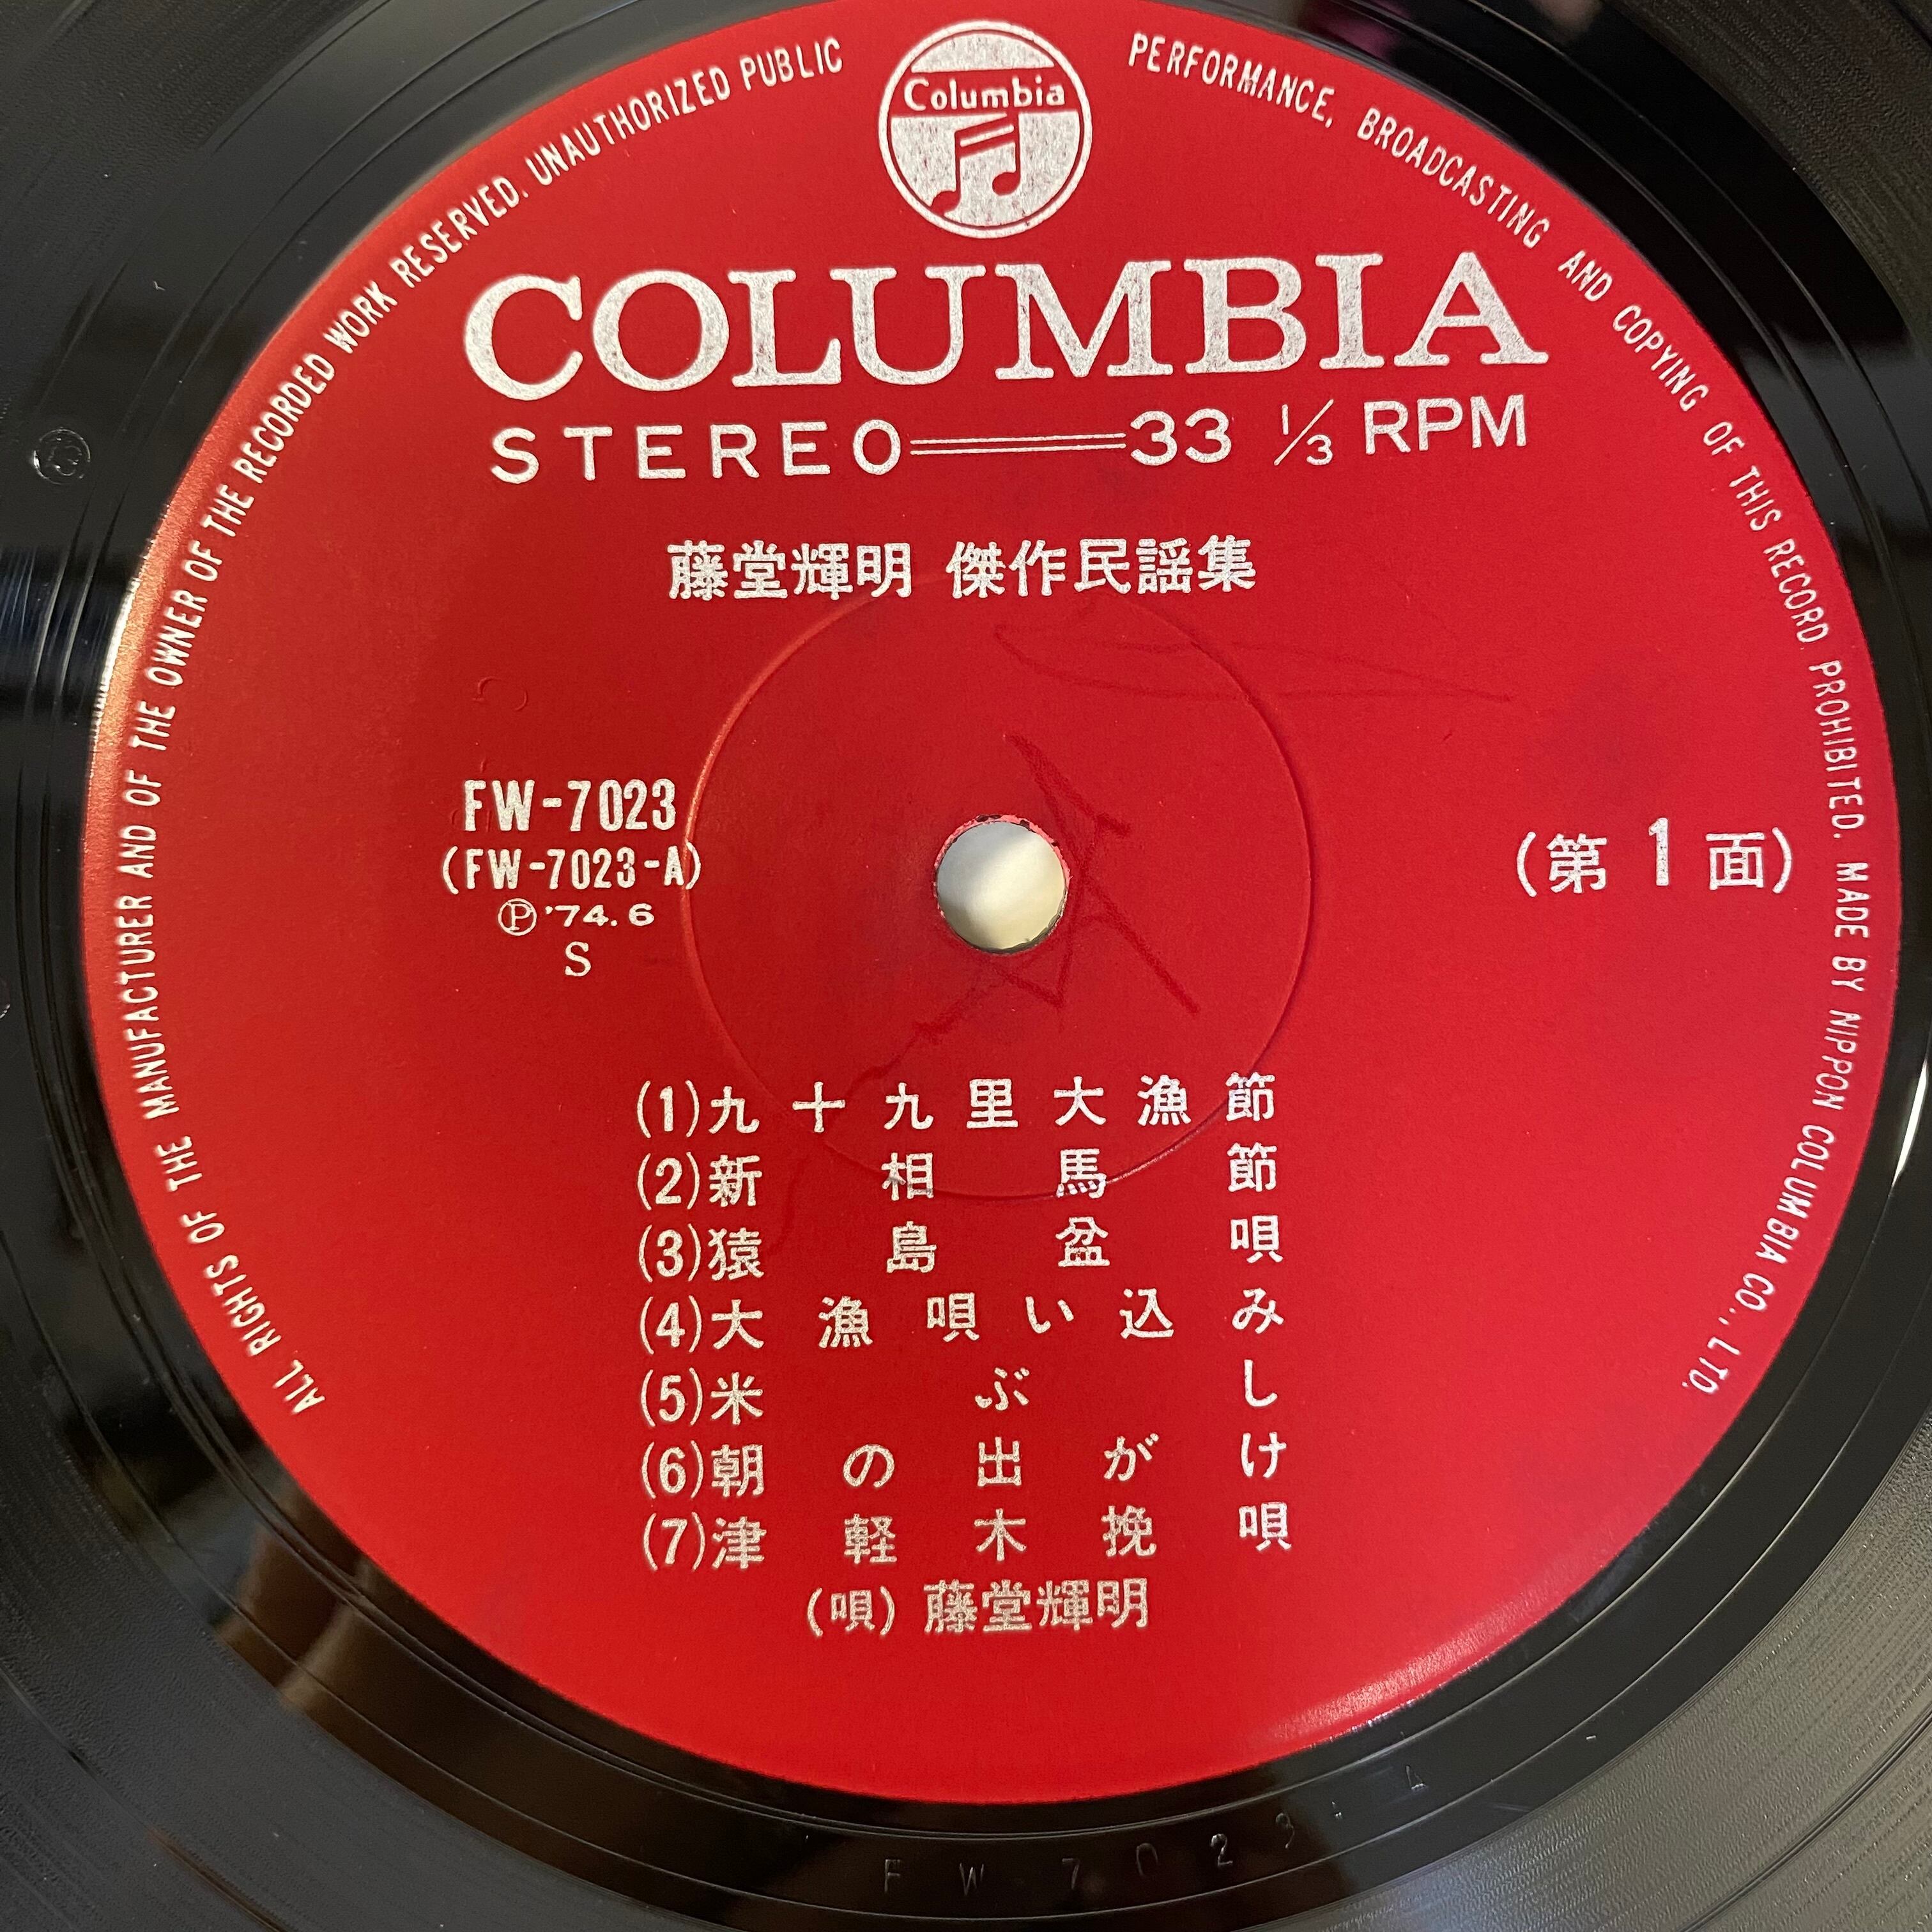 ALL RIGHTS OF THE MANUFACTURER AND OF THE OWNER OF THE RECORDED WORK RESERVED. UNAUTHORIZED PUBLIC PERFORMANCE, BROADCASTING AND COPYING OF THIS RECORD PROHIBITED. MADE BY NIPPON COLUMBIA CO., LTD.
Columbia
COLUMBIA
STEREO 33 1/3 RPM
藤堂輝明 傑作民謡集
FW-7023
(FW-7023-A)
Ⓟ'74.6
S
(第1面)
(1)九十九里大漁節
(2)新相馬節
(3)猿島盆唄
(4)大漁唄い込み
(5)米ぶし
(6)朝の出がけ
(7)津軽木挽唄
(唄)藤堂輝明
FW-7023-A